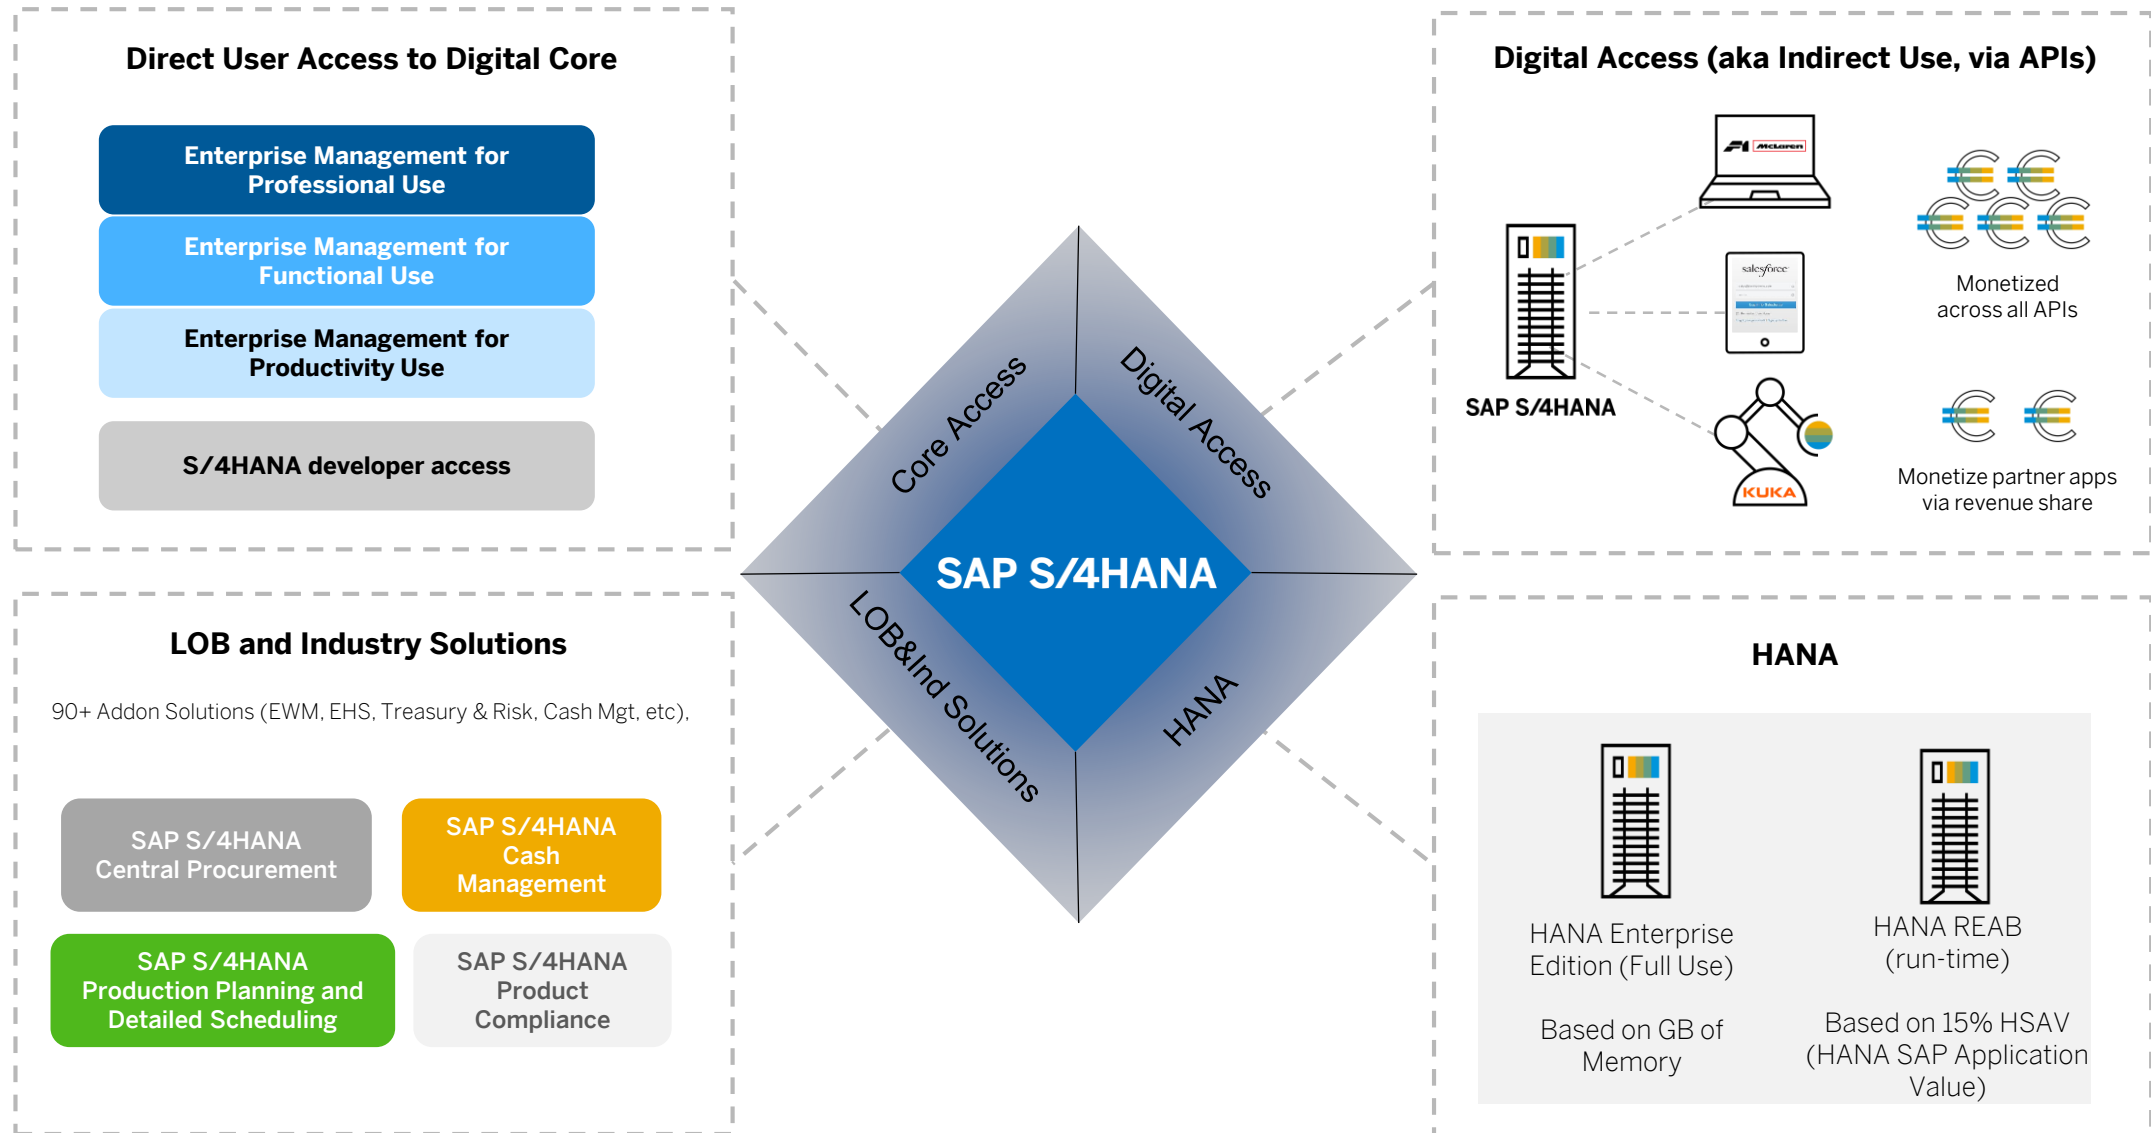 Direct User Access to Digital Core
Enterprise Management for
Professional Use
Enterprise Management for
Functional Use
Enterprise Management for
Productivity Use
S/4HANA developer access
Digital Access (aka Indirect Use, via APIs)
McLaren
salesforce
KUKA
SAP S/4HANA
Monetized
across all APIs
Monetize partner apps
via revenue share
Core Access
Digital Access
SAP S/4HANA
LOB&Ind Solutions
HANA
LOB and Industry Solutions
90+ Addon Solutions (EWM, EHS, Treasury & Risk, Cash Mgt, etc),
SAP S/4HANA
Central Procurement
SAP S/4HANA
Cash
Management
SAP S/4HANA
Production Planning and
Detailed Scheduling
SAP S/4HANA
Product
Compliance
HANA
HANA Enterprise
Edition (Full Use)
Based on GB of
Memory
HANA REAB
(run-time)
Based on 15% HSAV
(HANA SAP Application
Value)